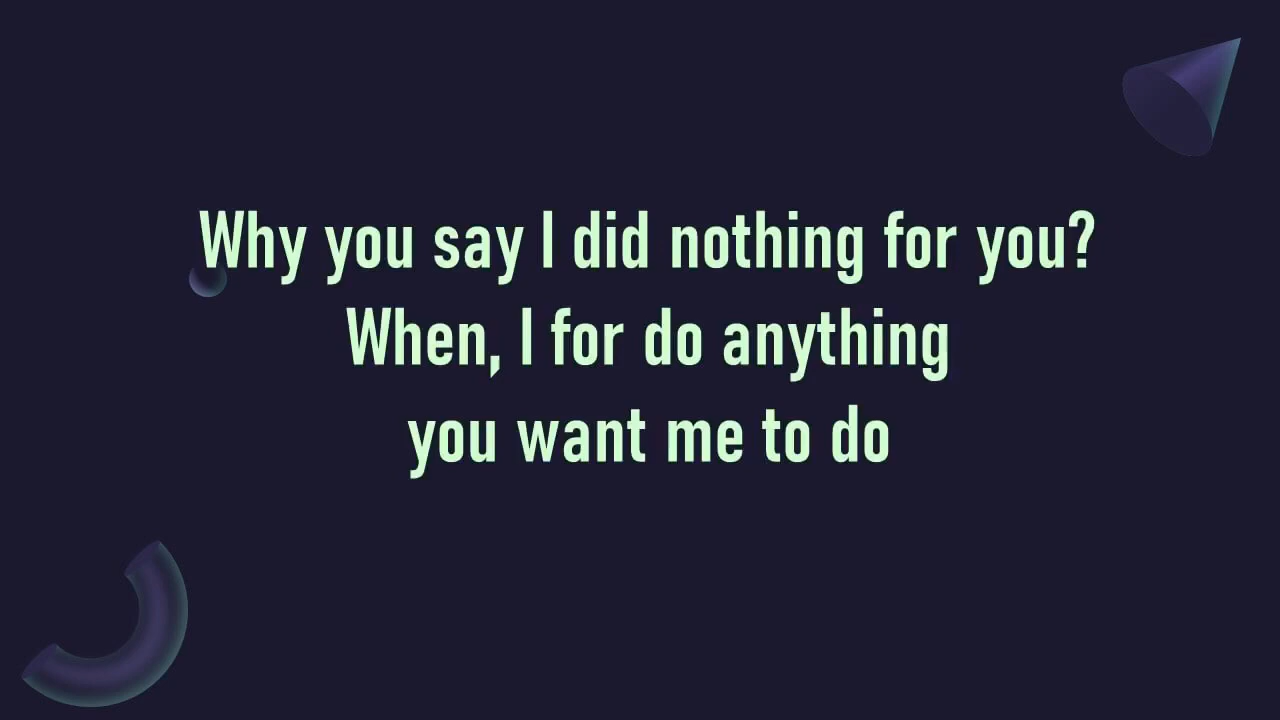 Why you say I did nothing for you?
When, I for do anything
you want me to do